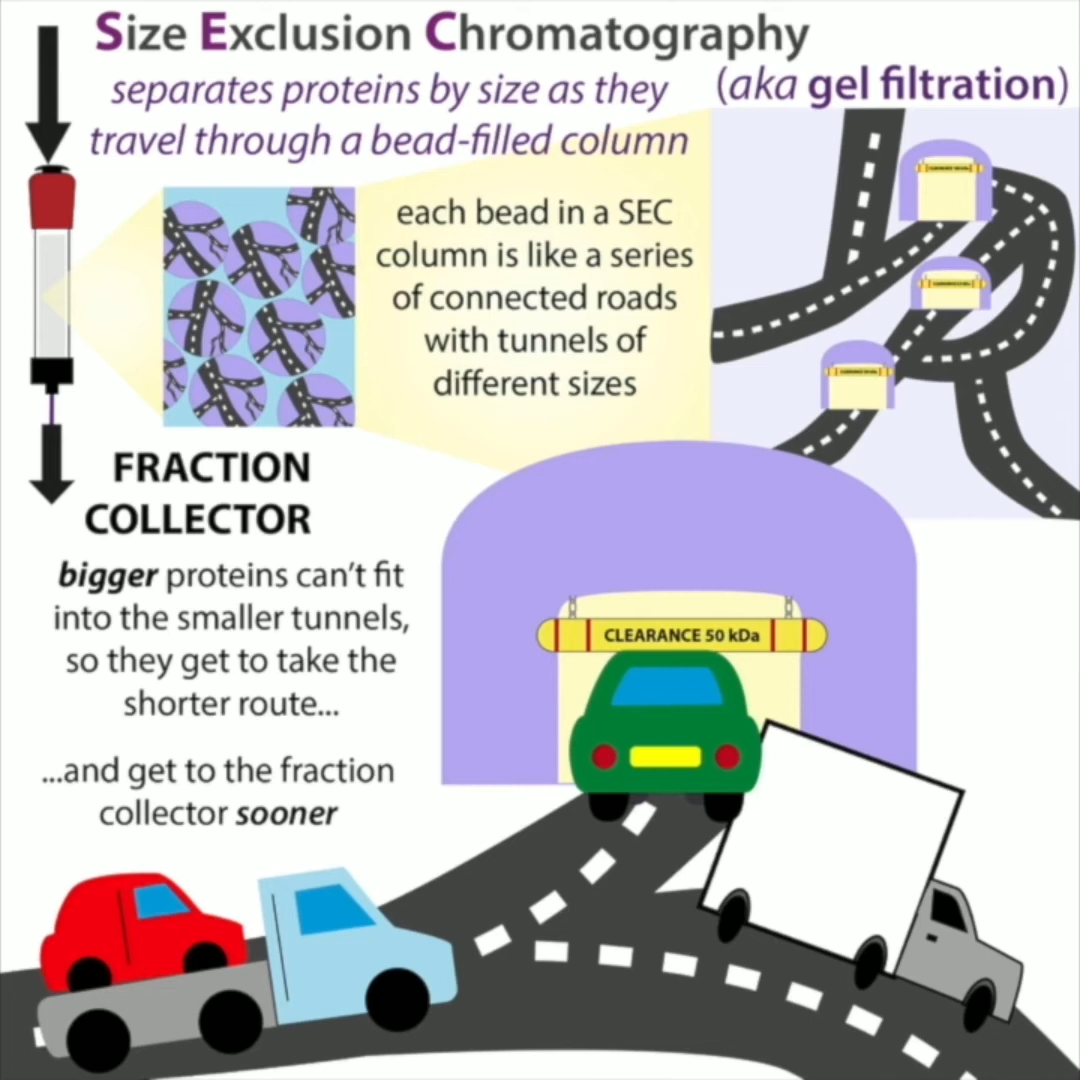 Size Exclusion Chromatography
(aka gel filtration)
separates proteins by size as they
travel through a bead-filled column
each bead in a SEC
column is like a series
of connected roads
with tunnels of
different sizes
FRACTION
COLLECTOR
bigger proteins can't fit
into the smaller tunnels,
so they get to take the
shorter route...
...and get to the fraction
collector sooner
CLEARANCE 50 kDa